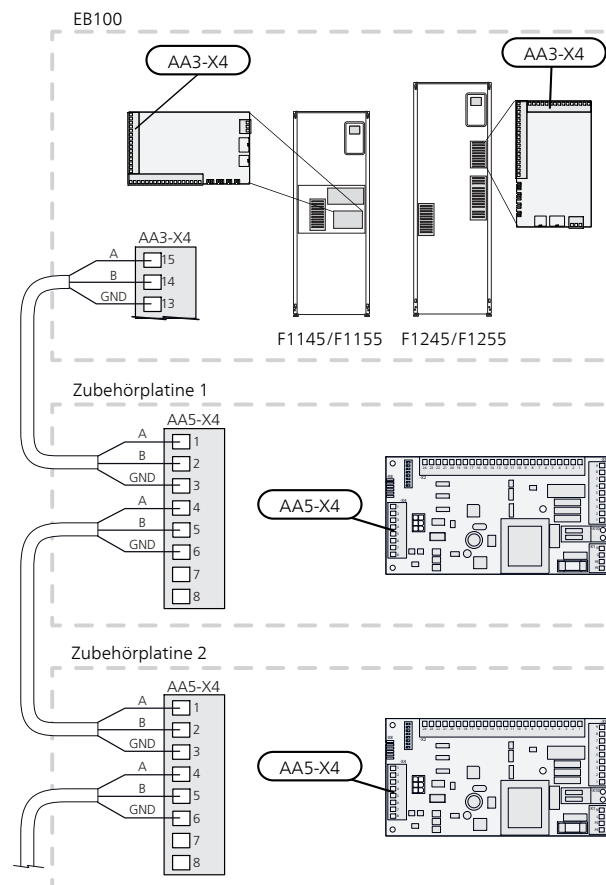 EB100
AA3-X4
AA3-X4
AA3-X4
A
15
B
14
GND
13
F1145/F1155
F1245/F1255
Zubehörplatine 1
AA5-X4
A
1
B
2
GND
3
A
4
B
5
GND
6
7
8
AA5-X4
Zubehörplatine 2
AA5-X4
A
1
B
2
GND
3
A
4
B
5
GND
6
7
8
AA5-X4